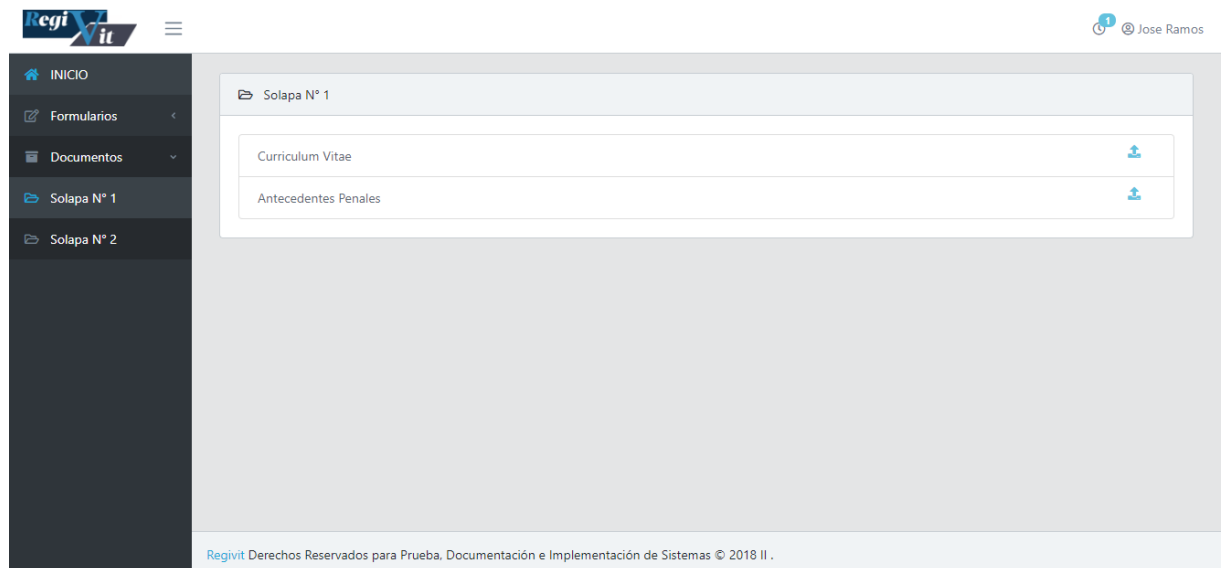 Regi
Vit
1
Jose Ramos
INICIO
Formularios
Documentos
Solapa N° 1
Solapa N° 2
Solapa N° 1
Curriculum Vitae
Antecedentes Penales
Regivit Derechos Reservados para Prueba, Documentación e Implementación de Sistemas © 2018 II .